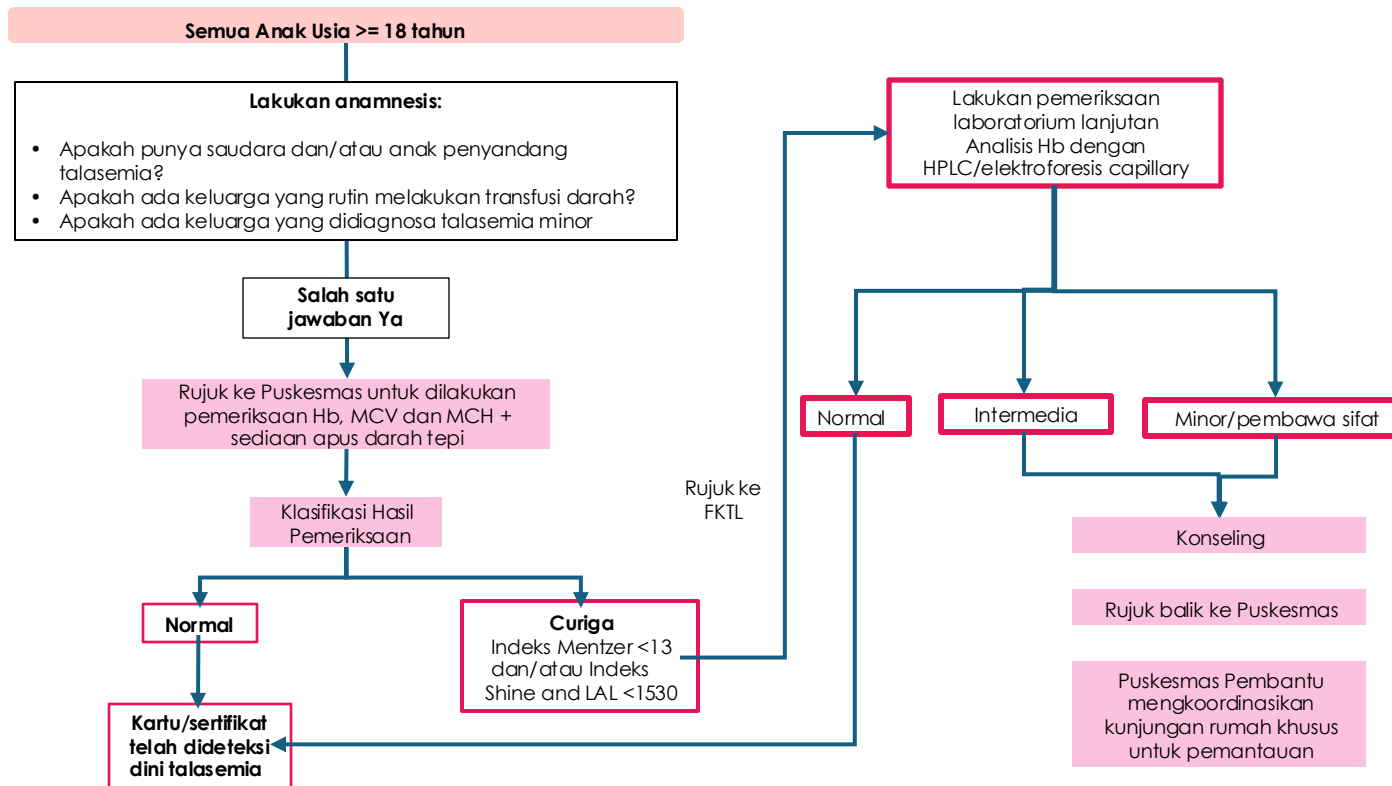 Semua Anak Usia >= 18 tahun
Lakukan anamnesis:
• Apakah punya saudara dan/atau anak penyandang
talasemia?
• Apakah ada keluarga yang rutin melakukan transfusi darah?
• Apakah ada keluarga yang didiagnosa talasemia minor
Salah satu
jawaban Ya
Rujuk ke Puskesmas untuk dilakukan
pemeriksaan Hb, MCV dan MCH +
sediaan apus darah tepi
Klasifikasi Hasil
Pemeriksaan
Normal
Curiga
Indeks Mentzer <13
dan/atau Indeks
Shine and LAL <1530
Kartu/sertifikat
telah dideteksi
dini talasemia
Rujuk ke
FKTL
Lakukan pemeriksaan
laboratorium lanjutan
Analisis Hb dengan
HPLC/elektroforesis capillary
Normal
Intermedia
Minor/pembawa sifat
Konseling
Rujuk balik ke Puskesmas
Puskesmas Pembantu
mengkoordinasikan
kunjungan rumah khusus
untuk pemantauan